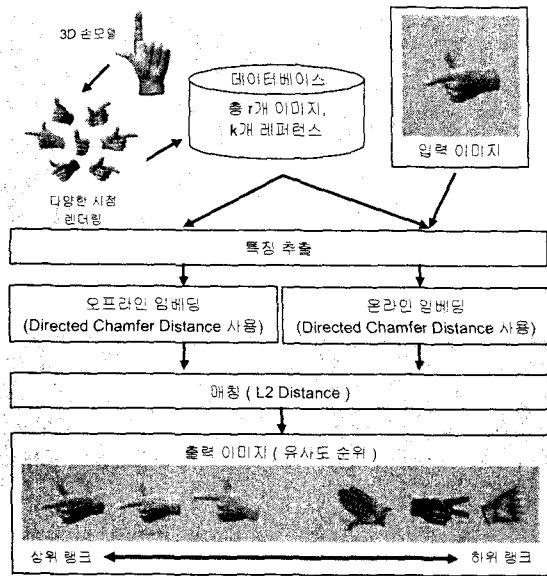 3D 손모델
데이터베이스
총 r개 이미지,
k개 레퍼런스
입력 이미지
다양한 시점
렌더링
특징 추출
오프라인 임베딩
(Directed Chamfer Distance 사용)
온라인 임베딩
(Directed Chamfer Distance 사용)
매칭 ( L2 Distance )
출력 이미지 ( 유사도 순위 )
상위 랭크
하위 랭크